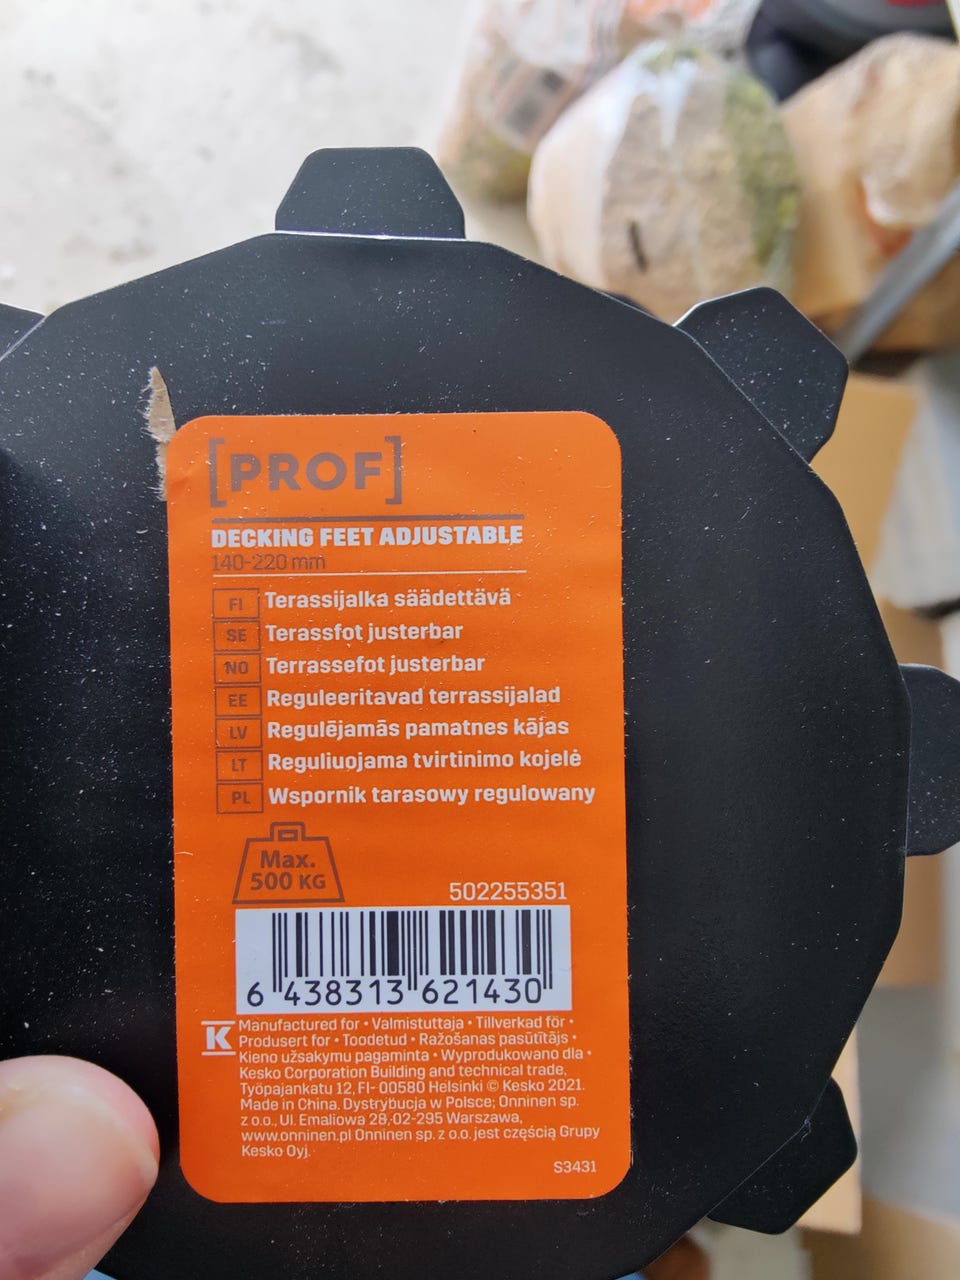 [PROF]
DECKING FEET ADJUSTABLE
140-220 mm
FI Terassijalka säädettävä
SE Terassfot justerbar
NO Terrassefot justerbar
EE Reguleeritavad terrassijalad
LV Regulējamās pamatnes kājas
LT Reguliuojama tvirtinimo kojelė
PL Wspornik tarasowy regulowany
Max.
500 KG
502255351
6 438313 621430
K
Manufactured for • Valmistuttaja • Tillverkad för •
Produsert for • Toodetud • Ražošanas pasūtītājs •
Kieno užsakymu pagaminta • Wyprodukowano dla •
Kesko Corporation Building and technical trade,
Työpajankatu 12, FI- 00580 Helsinki © Kesko 2021.
Made in China. Dystrybucja w Polsce; Onninen sp.
z o.o., Ul. Emaliowa 28,02-295 Warszawa,
www.onninen.pl Onninen sp. z o.o. jest częścią Grupy
Kesko Oyj.
S3431